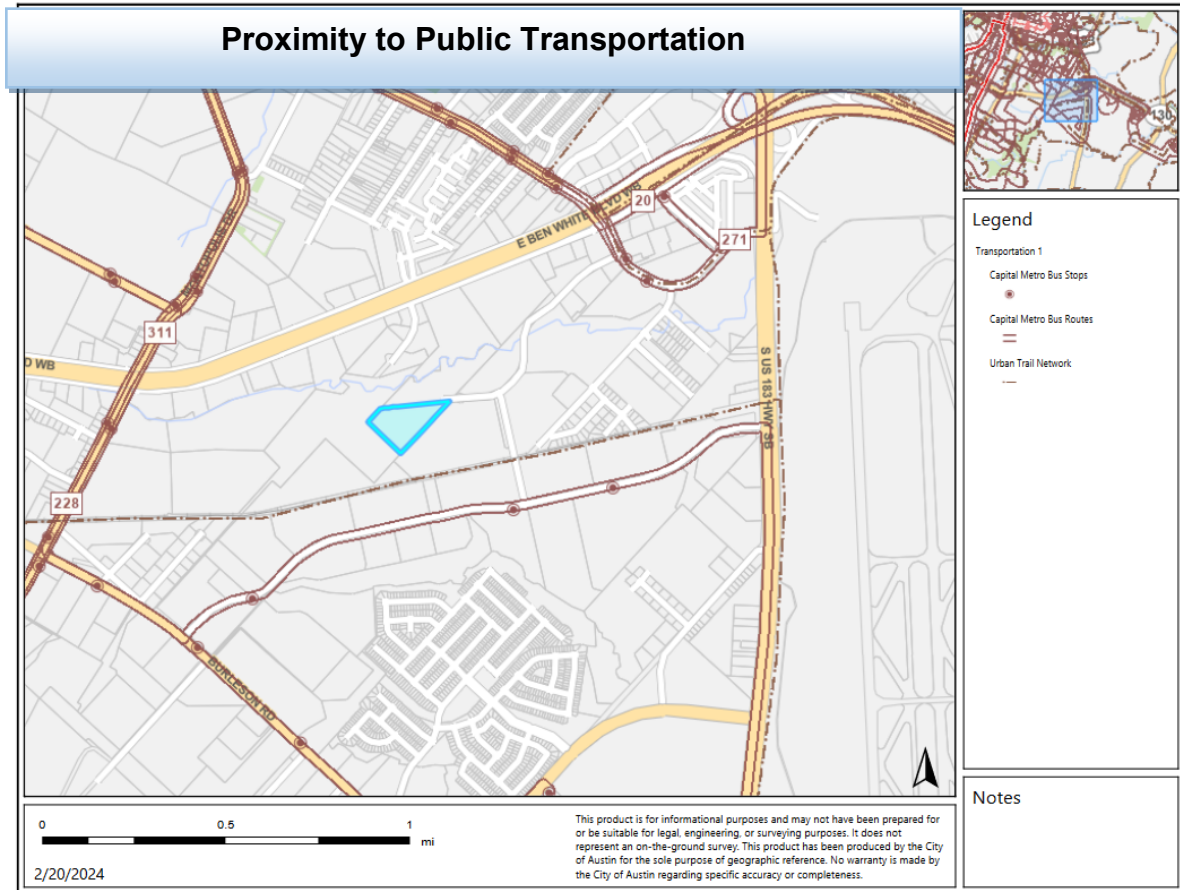 Proximity to Public Transportation
130
20
E BEN WHITE BLVD WB
271
311
D WB
S US 183 HWY SB
228
BURLESON RD
Legend
Transportation 1
Capital Metro Bus Stops
Capital Metro Bus Routes
Urban Trail Network
Notes
0 0.5 1
mi
2/20/2024
This product is for informational purposes and may not have been prepared for
or be suitable for legal, engineering, or surveying purposes. It does not
represent an on-the-ground survey. This product has been produced by the City
of Austin for the sole purpose of geographic reference. No warranty is made by
the City of Austin regarding specific accuracy or completeness.